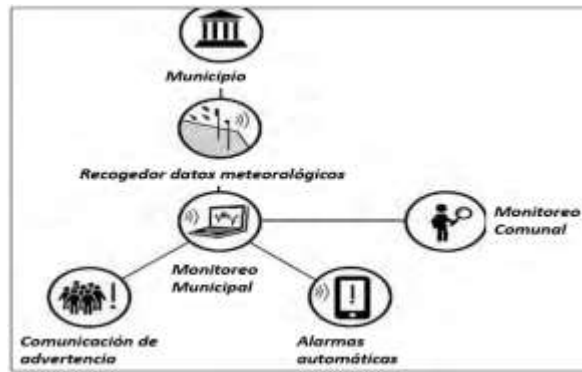 Municipio
Recogedor datos meteorológicos
Monitoreo
Comunal
Monitoreo
Municipal
Comunicación de
advertencia
Alarmas
automáticas